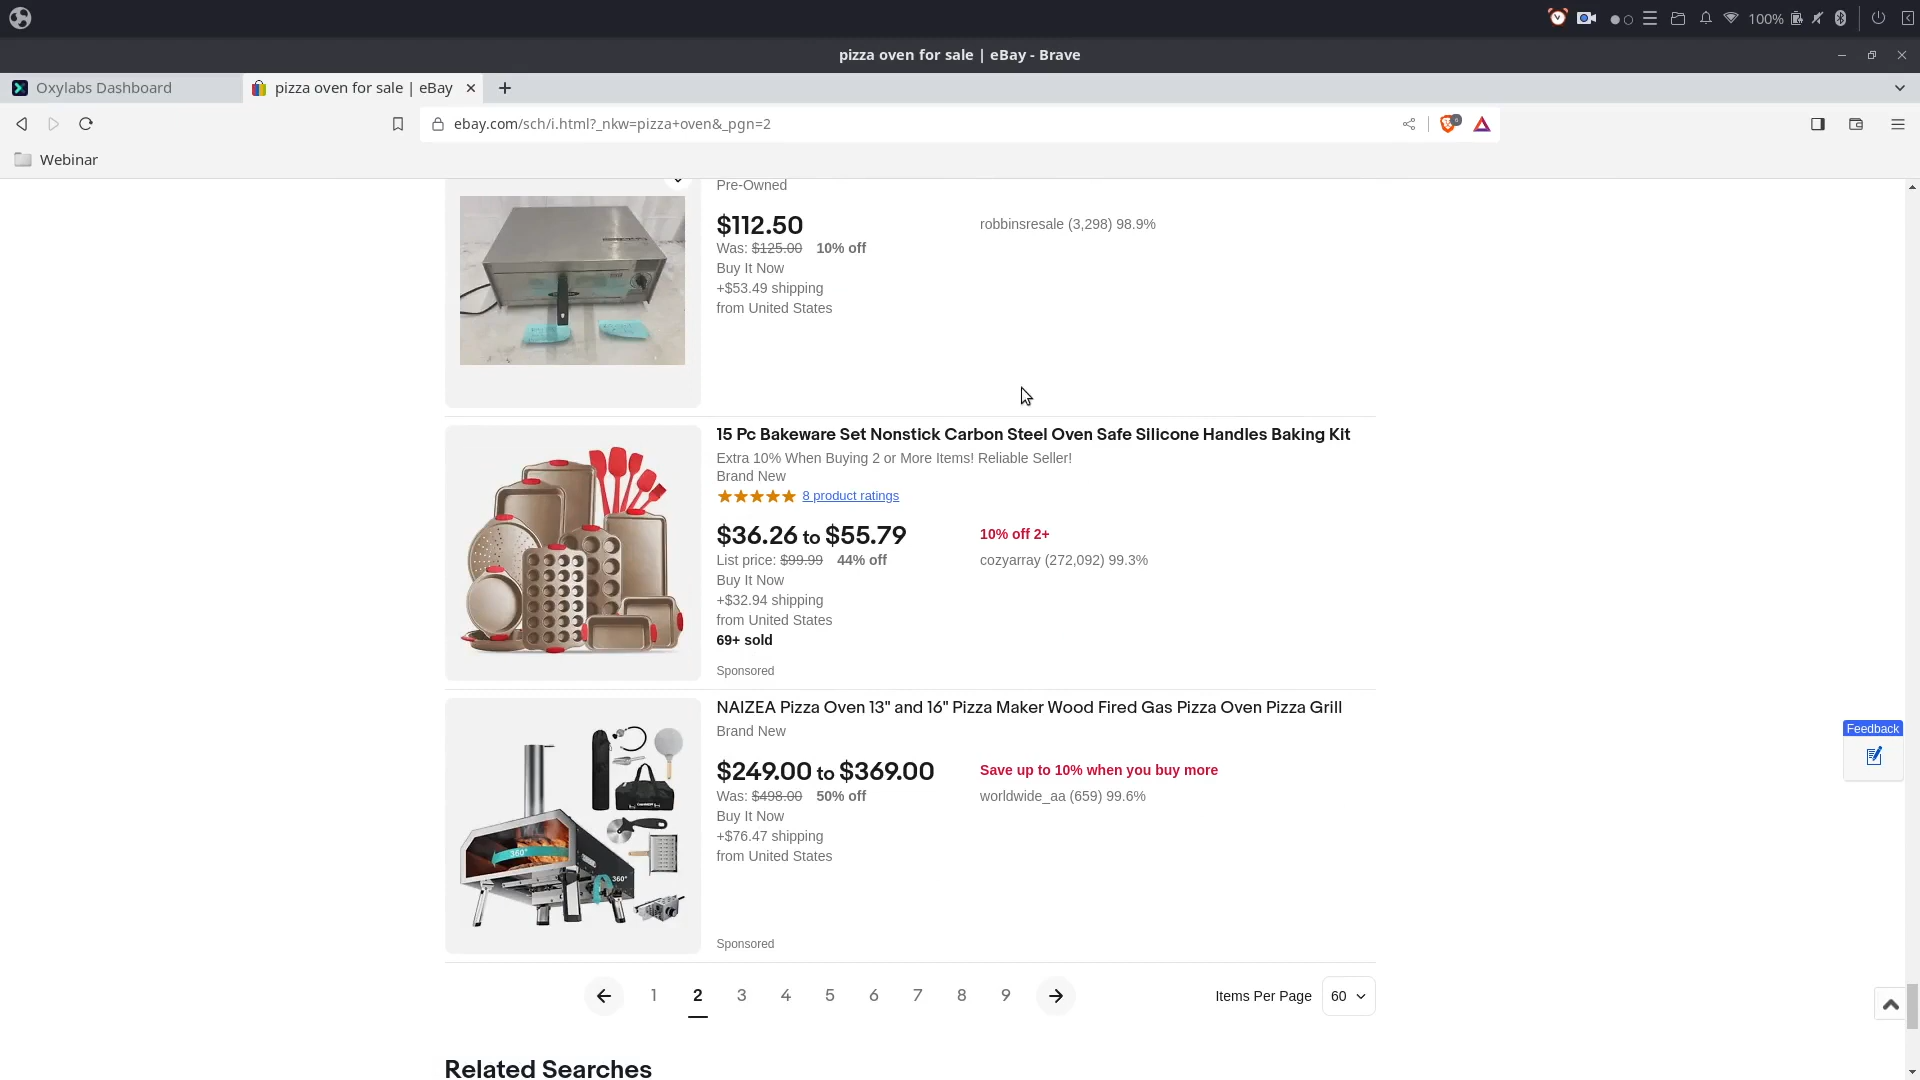 100%
pizza oven for sale | eBay - Brave
Oxylabs Dashboard
pizza oven for sale | eBay
ebay.com/sch/i.html?_nkw=pizza+oven&_pgn=2
6
Webinar
Pre-Owned
$112.50
robbinsresale (3,298) 98.9%
Was: $125.00 10% off
Buy It Now
+$53.49 shipping
from United States
15 Pc Bakeware Set Nonstick Carbon Steel Oven Safe Silicone Handles Baking Kit
Extra 10% When Buying 2 or More Items! Reliable Seller!
Brand New
8 product ratings
$36.26 to $55.79
10% off 2+
List price: $99.99 44% off
cozyarray (272,092) 99.3%
Buy It Now
+$32.94 shipping
from United States
69+ sold
Sponsored
NAIZEA Pizza Oven 13" and 16" Pizza Maker Wood Fired Gas Pizza Oven Pizza Grill
Brand New
$249.00 to $369.00
Save up to 10% when you buy more
Was: $498.00 50% off
worldwide_aa (659) 99.6%
Buy It Now
+$76.47 shipping
from United States
360°
360°
Sponsored
Feedback
1 2 3 4 5 6 7 8 9
Items Per Page 60
Related Searches